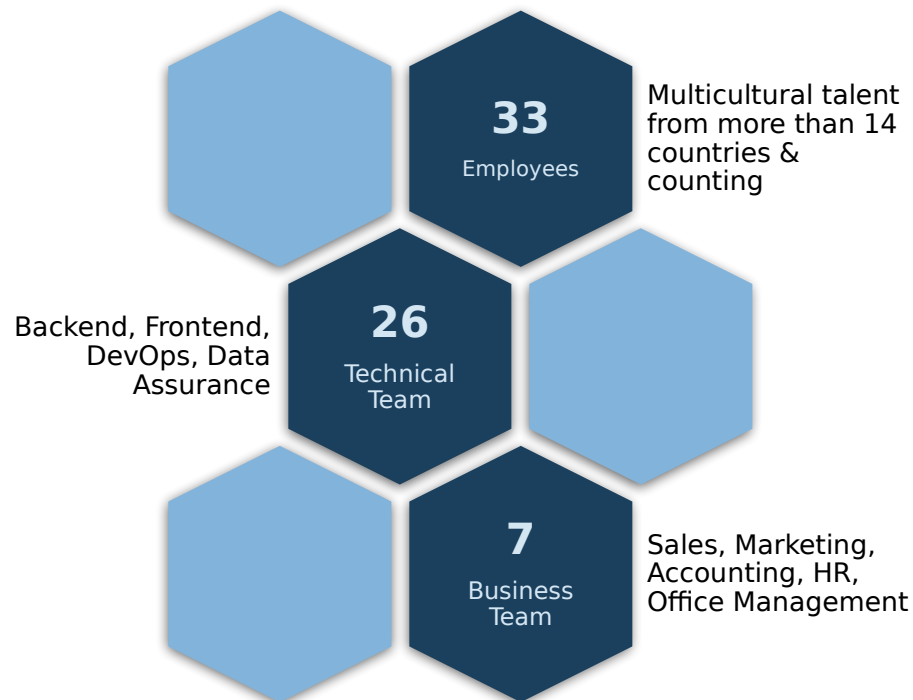 33
Employees
Multicultural talent
from more than 14
countries &
counting
Backend, Frontend,
DevOps, Data
Assurance
26
Technical
Team
7
Business
Team
Sales, Marketing,
Accounting, HR,
Office Management